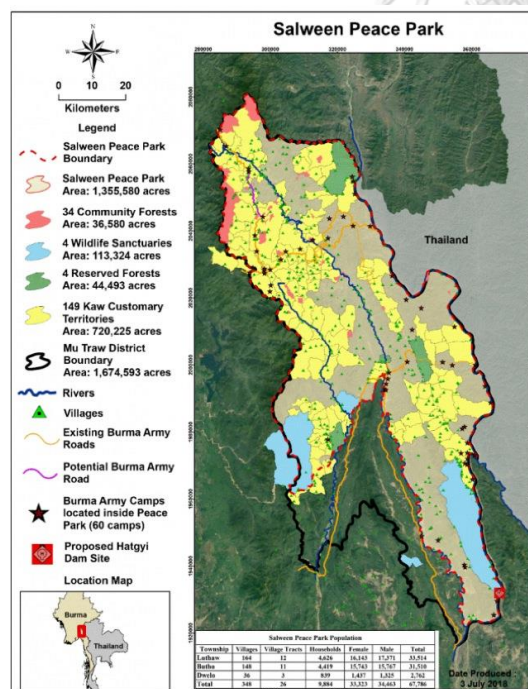 Salween Peace Park
N
W
E
S
0 10 20
Kilometers
Legend
Salween Peace Park
Boundary
Salween Peace Park
Area: 1,355,580 acres
34 Community Forests
Area: 36,580 acres
4 Wildlife Sanctuaries
Area: 113,324 acres
4 Reserved Forests
Area: 44,493 acres
149 Kaw Customary
Territories
Area: 720,225 acres
Mu Traw District
Boundary
Area: 1,674,593 acres
Rivers
Villages
Existing Burma Army
Roads
Potential Burma Army
Road
Burma Army Camps
located inside Peace
Park (60 camps)
Proposed Hatgyi
Dam Site
Location Map
Burma
Thailand
280000 300000 320000 340000 360000
Thailand
Salween Peace Park Population
Township Villages Village Tracts Households Female Male Total
Luthaw 164 12 4,626 16,143 17,371 33,514
Butho 148 11 4,419 15,743 15,767 31,510
Dwelo 36 3 839 1,437 1,325 2,762
Total 348 26 9,884 33,323 34,463 67,786
Date Produced :
3 July 2018